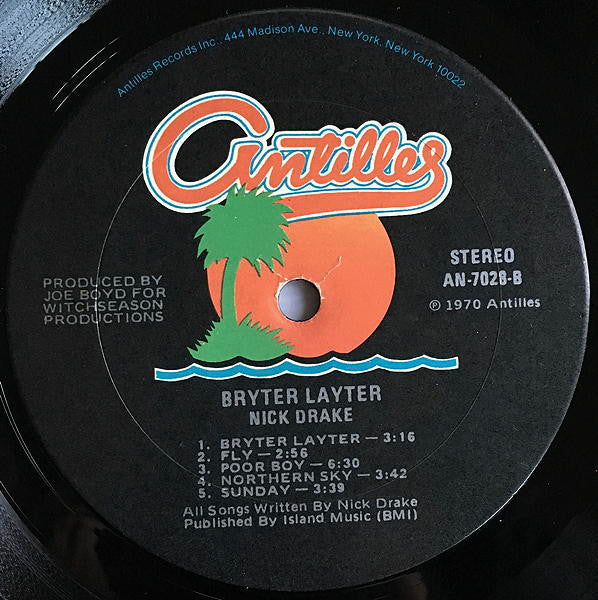 Antilles Records Inc., 444 Madison Ave., New York, New York 10022
antilles
STEREO
AN-7028-B
℗ 1970 Antilles
PRODUCED BY
JOE BOYD FOR
WITCHSEASON
PRODUCTIONS
BRYTER LAYTER
NICK DRAKE
1. BRYTER LAYTER — 3:16
2. FLY — 2:56
3. POOR BOY — 6:30
4. NORTHERN SKY — 3:42
5. SUNDAY — 3:39
All Songs Written By Nick Drake
Published By Island Music (BMI)